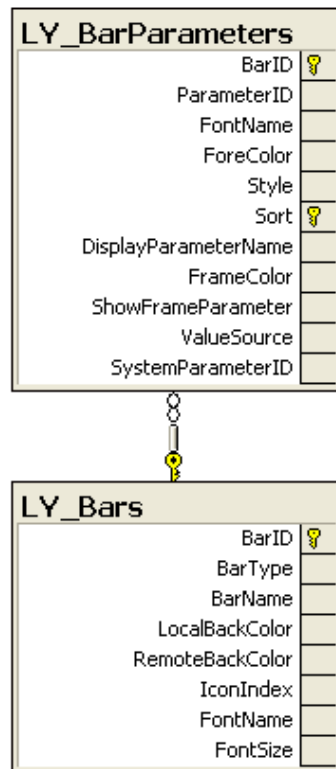 LY_BarParameters
BarID
ParameterID
FontName
ForeColor
Style
Sort
DisplayParameterName
FrameColor
ShowFrameParameter
ValueSource
SystemParameterID
LY_Bars
BarID
BarType
BarName
LocalBackColor
RemoteBackColor
IconIndex
FontName
FontSize